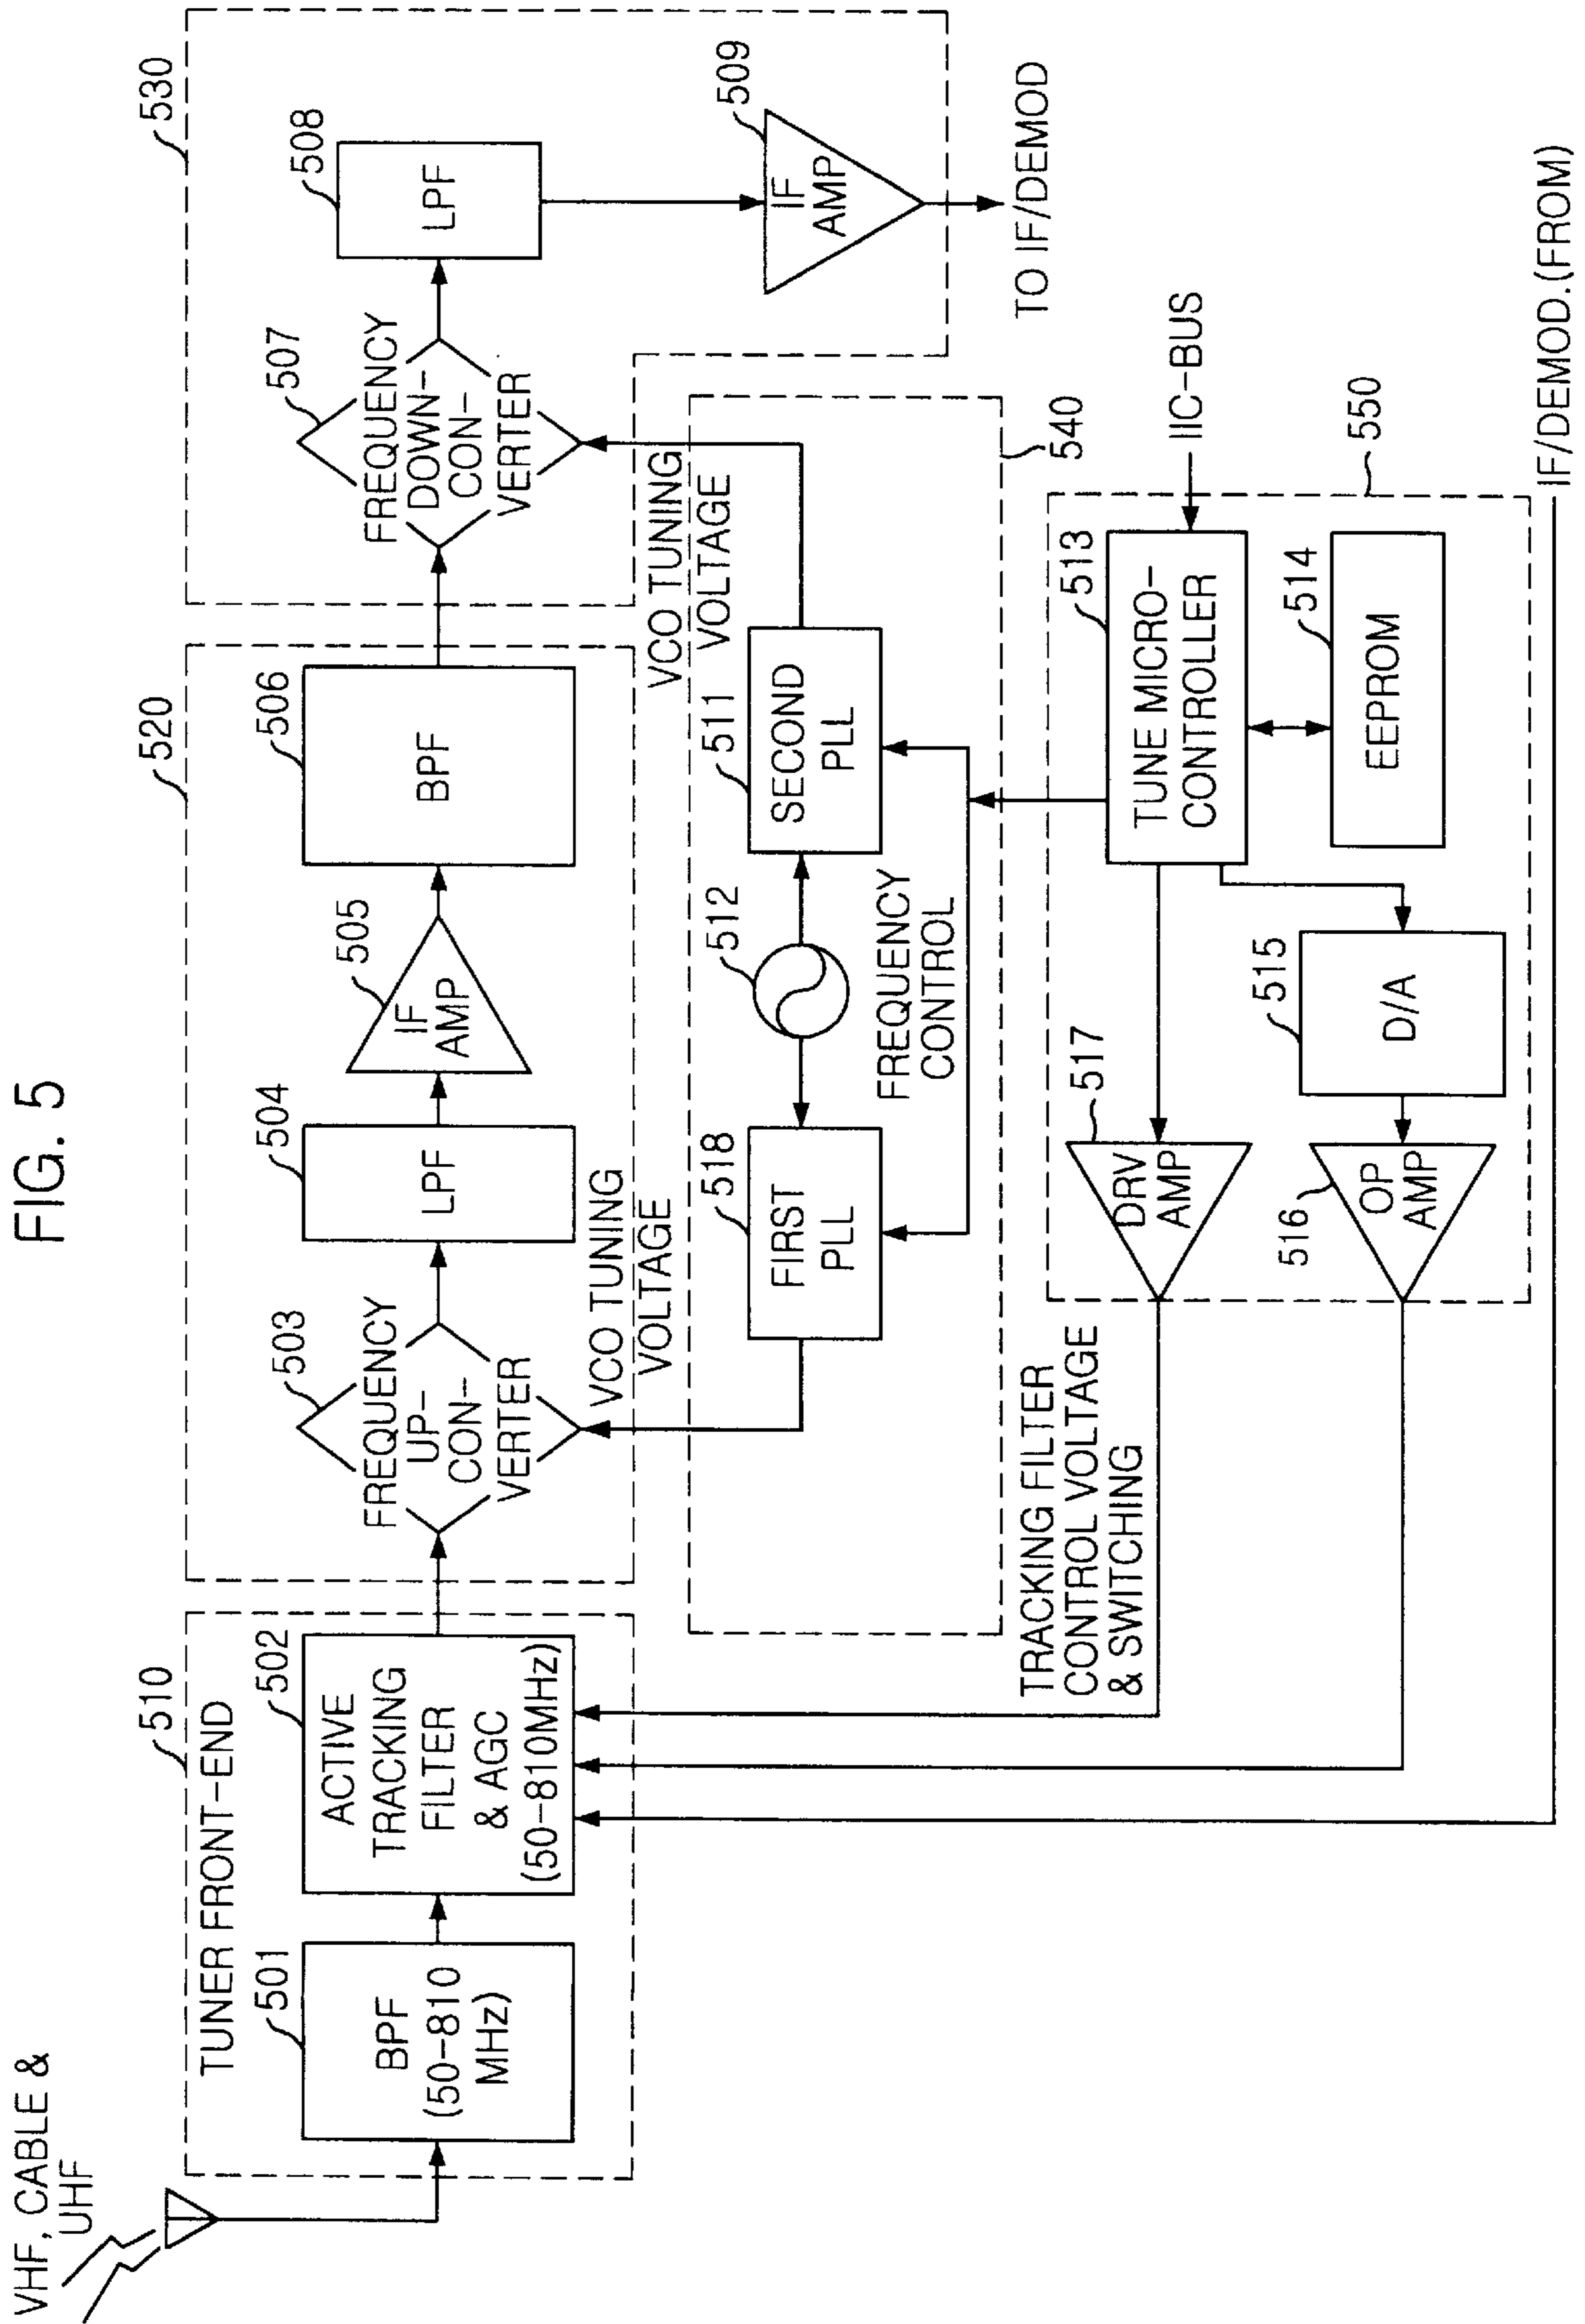 FIG. 5
VHF, CABLE &
UHF
510
TUNER FRONT-END
501
BPF
(50-810
MHz)
502
ACTIVE
TRACKING
FILTER
& AGC
(50-810MHz)
520
503
FREQUENCY
UP-
CON-
VERTER
504
LPF
505
IF
AMP
506
BPF
530
507
FREQUENCY
DOWN-
CON-
VERTER
508
LPF
509
IF
AMP
TO IF/DEMOD
VCO TUNING
VOLTAGE
VCO TUNING
VOLTAGE
518
FIRST
PLL
512
511
SECOND
PLL
FREQUENCY
CONTROL
540
TRACKING FILTER
CONTROL VOLTAGE
& SWITCHING
517
DRV
AMP
513
TUNE MICRO-
CONTROLLER
IIC-BUS
516
OP
AMP
515
D/A
514
EEPROM
550
IF/DEMOD.(FROM)